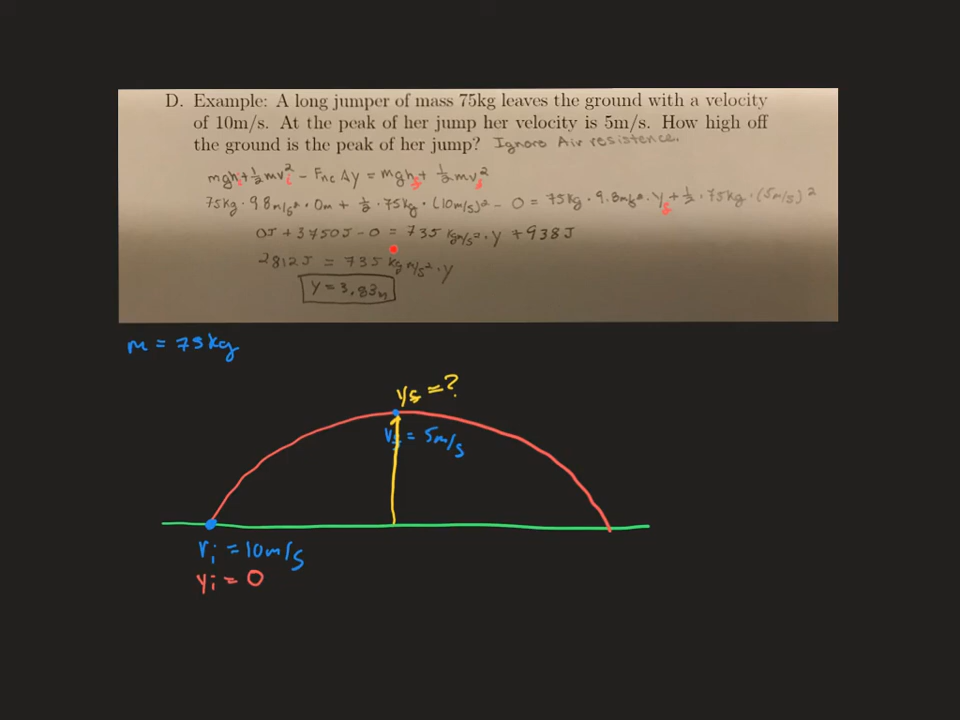 D. Example: A long jumper of mass 75kg leaves the ground with a velocity
of 10m/s. At the peak of her jump her velocity is 5m/s. How high off
the ground is the peak of her jump? Ignore Air resistence.
mghi + ½mvi² - Fnc Δy = mghf + ½mvf²
75kg · 9.8m/s² · 0m + ½ · 75kg · (10m/s)² - 0 = 75kg · 9.8m/s² · yf + ½ · 75kg · (5m/s)²
0J + 3750J - 0 = 735 kgm/s² · y + 938J
2812J = 735 kg m/s² · y
y = 3.83m
m = 75kg
yf = ?
vf = 5m/s
vi = 10m/s
yi = 0